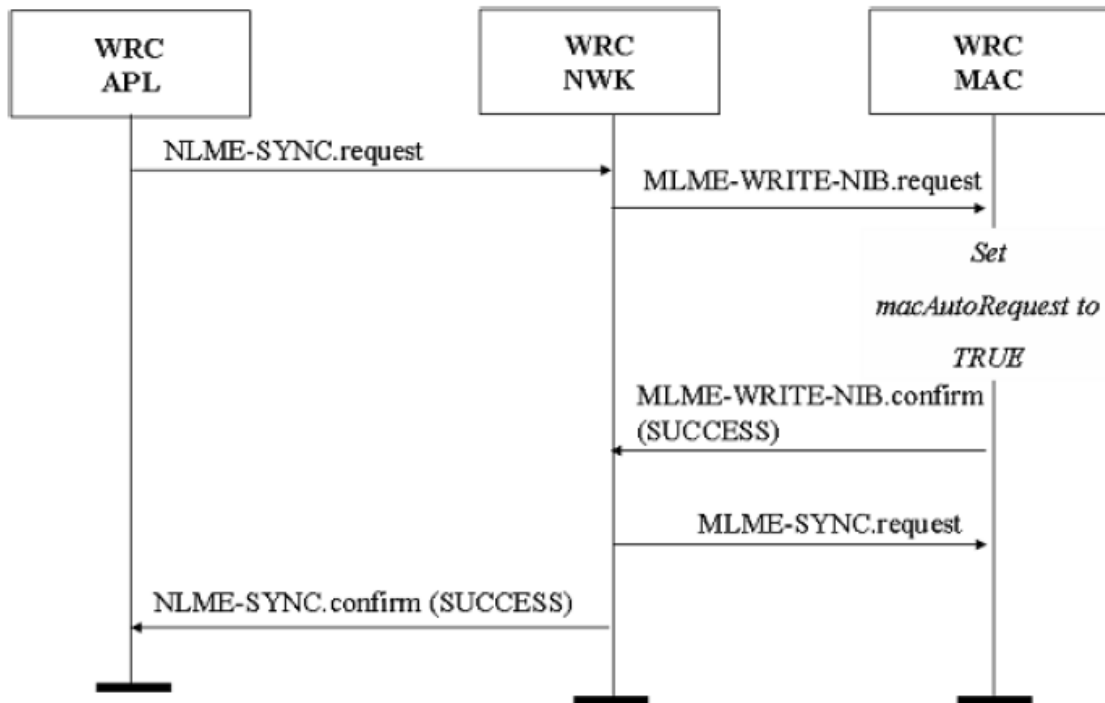 WRC
APL
WRC
NWK
WRC
MAC
NLME-SYNC.request
MLME-WRITE-NIB.request
Set
macAutoRequest to
TRUE
MLME-WRITE-NIB.confirm
(SUCCESS)
MLME-SYNC.request
NLME-SYNC.confirm (SUCCESS)